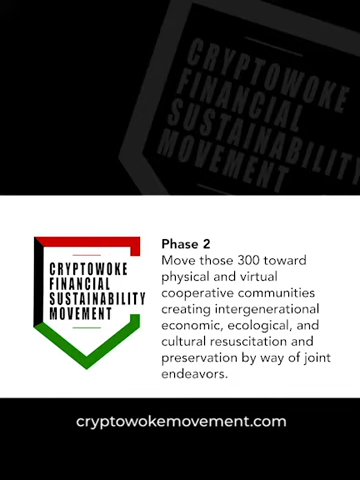 CRYPTOWOKE
FINANCIAL
SUSTAINABILITY
MOVEMENT
CRYPTOWOKE
FINANCIAL
SUSTAINABILITY
MOVEMENT
Phase 2
Move those 300 toward
physical and virtual
cooperative communities
creating intergenerational
economic, ecological, and
cultural resuscitation and
preservation by way of joint
endeavors.
cryptowokemovement.com